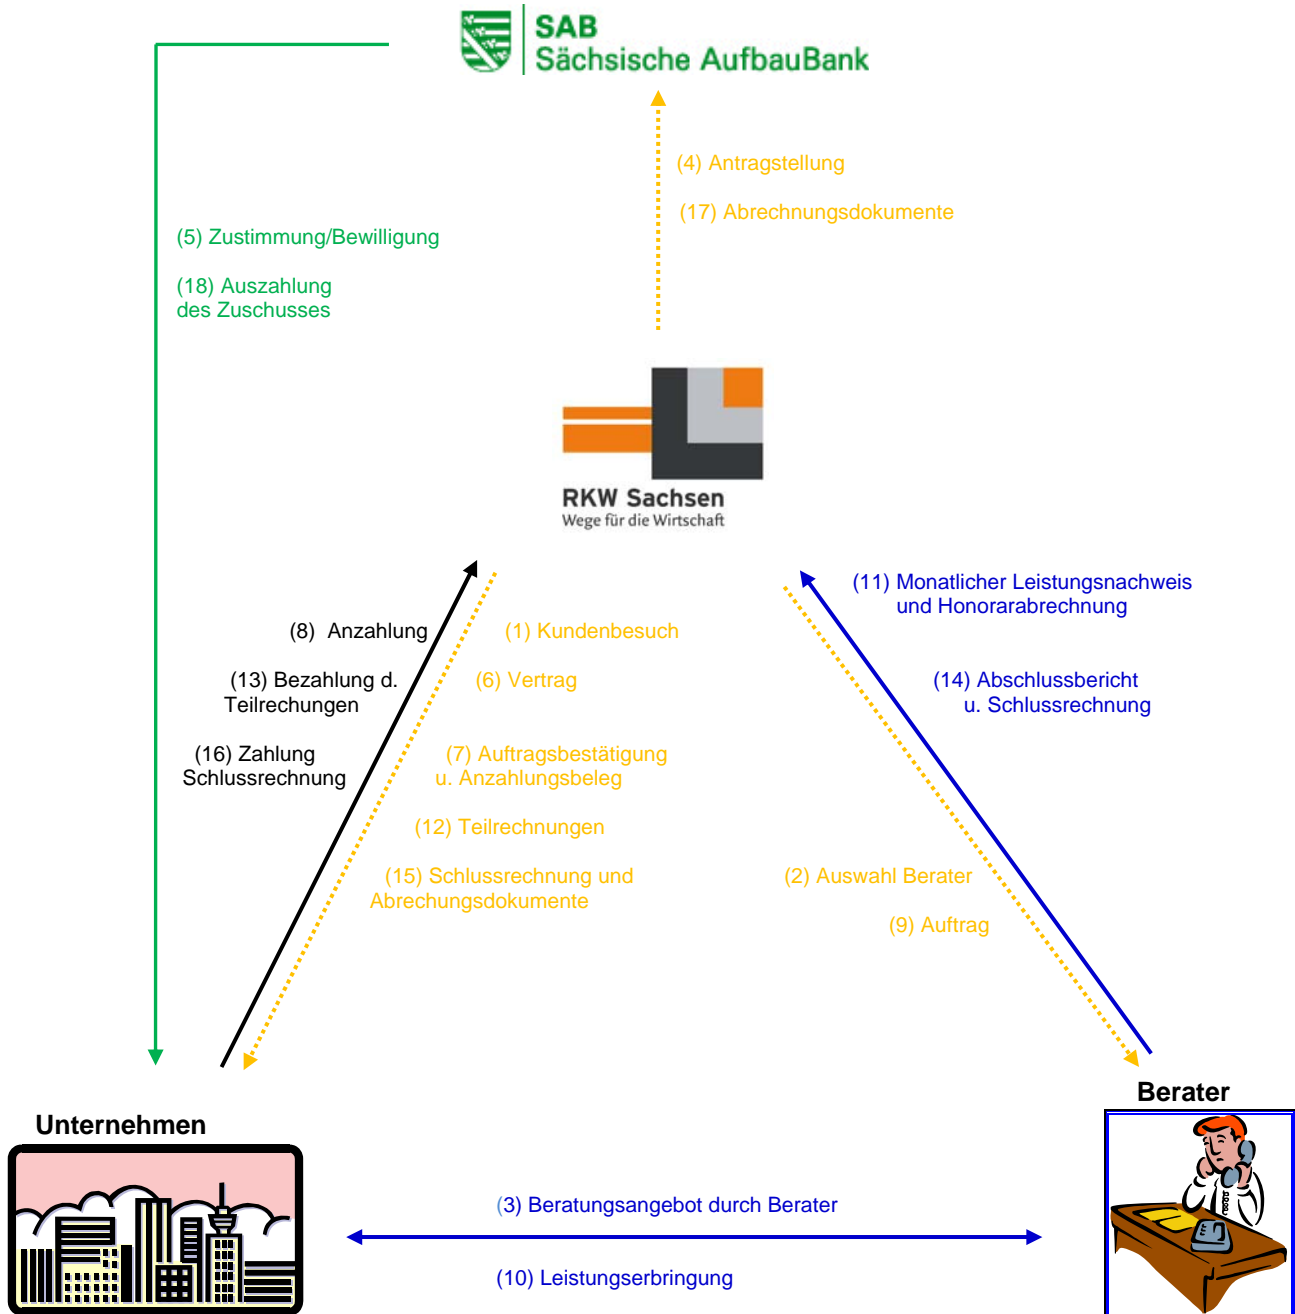 SAB
Sächsische AufbauBank
(4) Antragstellung
(17) Abrechnungsdokumente
(5) Zustimmung/Bewilligung
(18) Auszahlung
des Zuschusses
RKW Sachsen
Wege für die Wirtschaft
(8) Anzahlung
(13) Bezahlung d.
Teilrechungen
(16) Zahlung
Schlussrechnung
(1) Kundenbesuch
(6) Vertrag
(7) Auftragsbestätigung
u. Anzahlungsbeleg
(12) Teilrechnungen
(15) Schlussrechnung und
Abrechungsdokumente
(11) Monatlicher Leistungsnachweis
und Honorarabrechnung
(14) Abschlussbericht
u. Schlussrechnung
(2) Auswahl Berater
(9) Auftrag
Unternehmen
Berater
(3) Beratungsangebot durch Berater
(10) Leistungserbringung